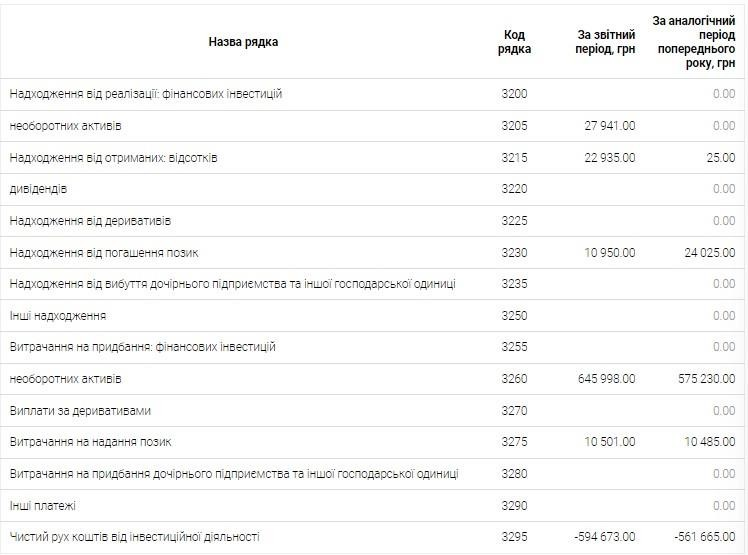 Назва рядка Код рядка За звітний період, грн За аналогічний період попереднього року, грн
Надходження від реалізації: фінансових інвестицій 3200 0.00
необоротних активів 3205 27 941.00 0.00
Надходження від отриманих: відсотків 3215 22 935.00 25.00
дивідендів 3220 0.00
Надходження від деривативів 3225 0.00
Надходження від погашення позик 3230 10 950.00 24 025.00
Надходження від вибуття дочірнього підприємства та іншої господарської одиниці 3235 0.00
Інші надходження 3250 0.00
Витрачання на придбання: фінансових інвестицій 3255 0.00
необоротних активів 3260 645 998.00 575 230.00
Виплати за деривативами 3270 0.00
Витрачання на надання позик 3275 10 501.00 10 485.00
Витрачання на придбання дочірнього підприємства та іншої господарської одиниці 3280 0.00
Інші платежі 3290 0.00
Чистий рух коштів від інвестиційної діяльності 3295 -594 673.00 -561 665.00